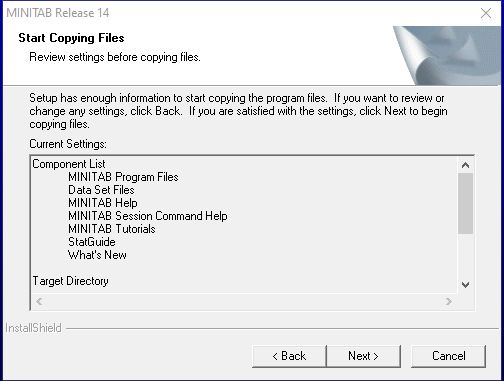 MINITAB Release 14
Start Copying Files
Review settings before copying files.
Setup has enough information to start copying the program files. If you want to review or
change any settings, click Back. If you are satisfied with the settings, click Next to begin
copying files.
Current Settings:
Component List
MINITAB Program Files
Data Set Files
MINITAB Help
MINITAB Session Command Help
MINITAB Tutorials
StatGuide
What's New
Target Directory
InstallShield
< Back
Next >
Cancel